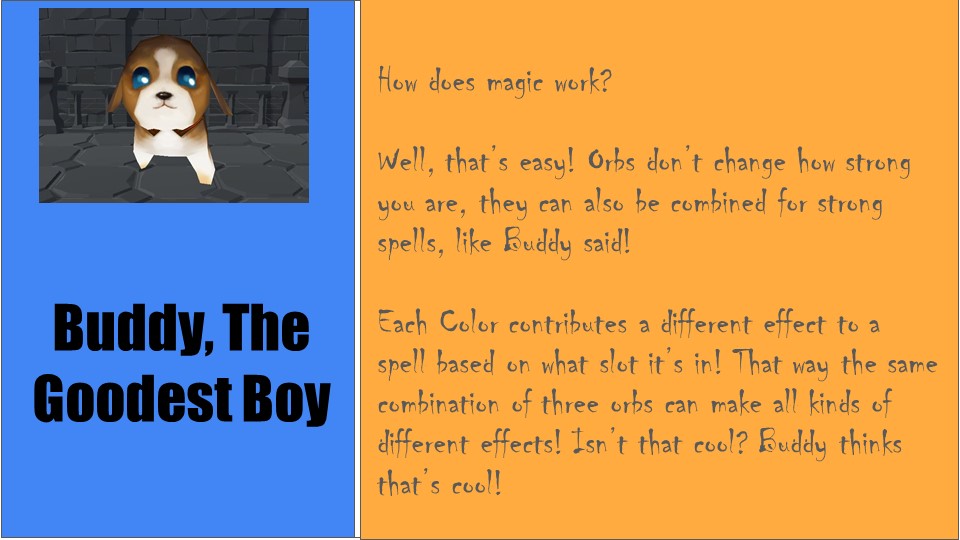 Buddy, The
Goodest Boy
How does magic work?
Well, that's easy! Orbs don't change how strong
you are, they can also be combined for strong
spells, like Buddy said!
Each Color contributes a different effect to a
spell based on what slot it's in! That way the same
combination of three orbs can make all kinds of
different effects! Isn't that cool? Buddy thinks
that's cool!